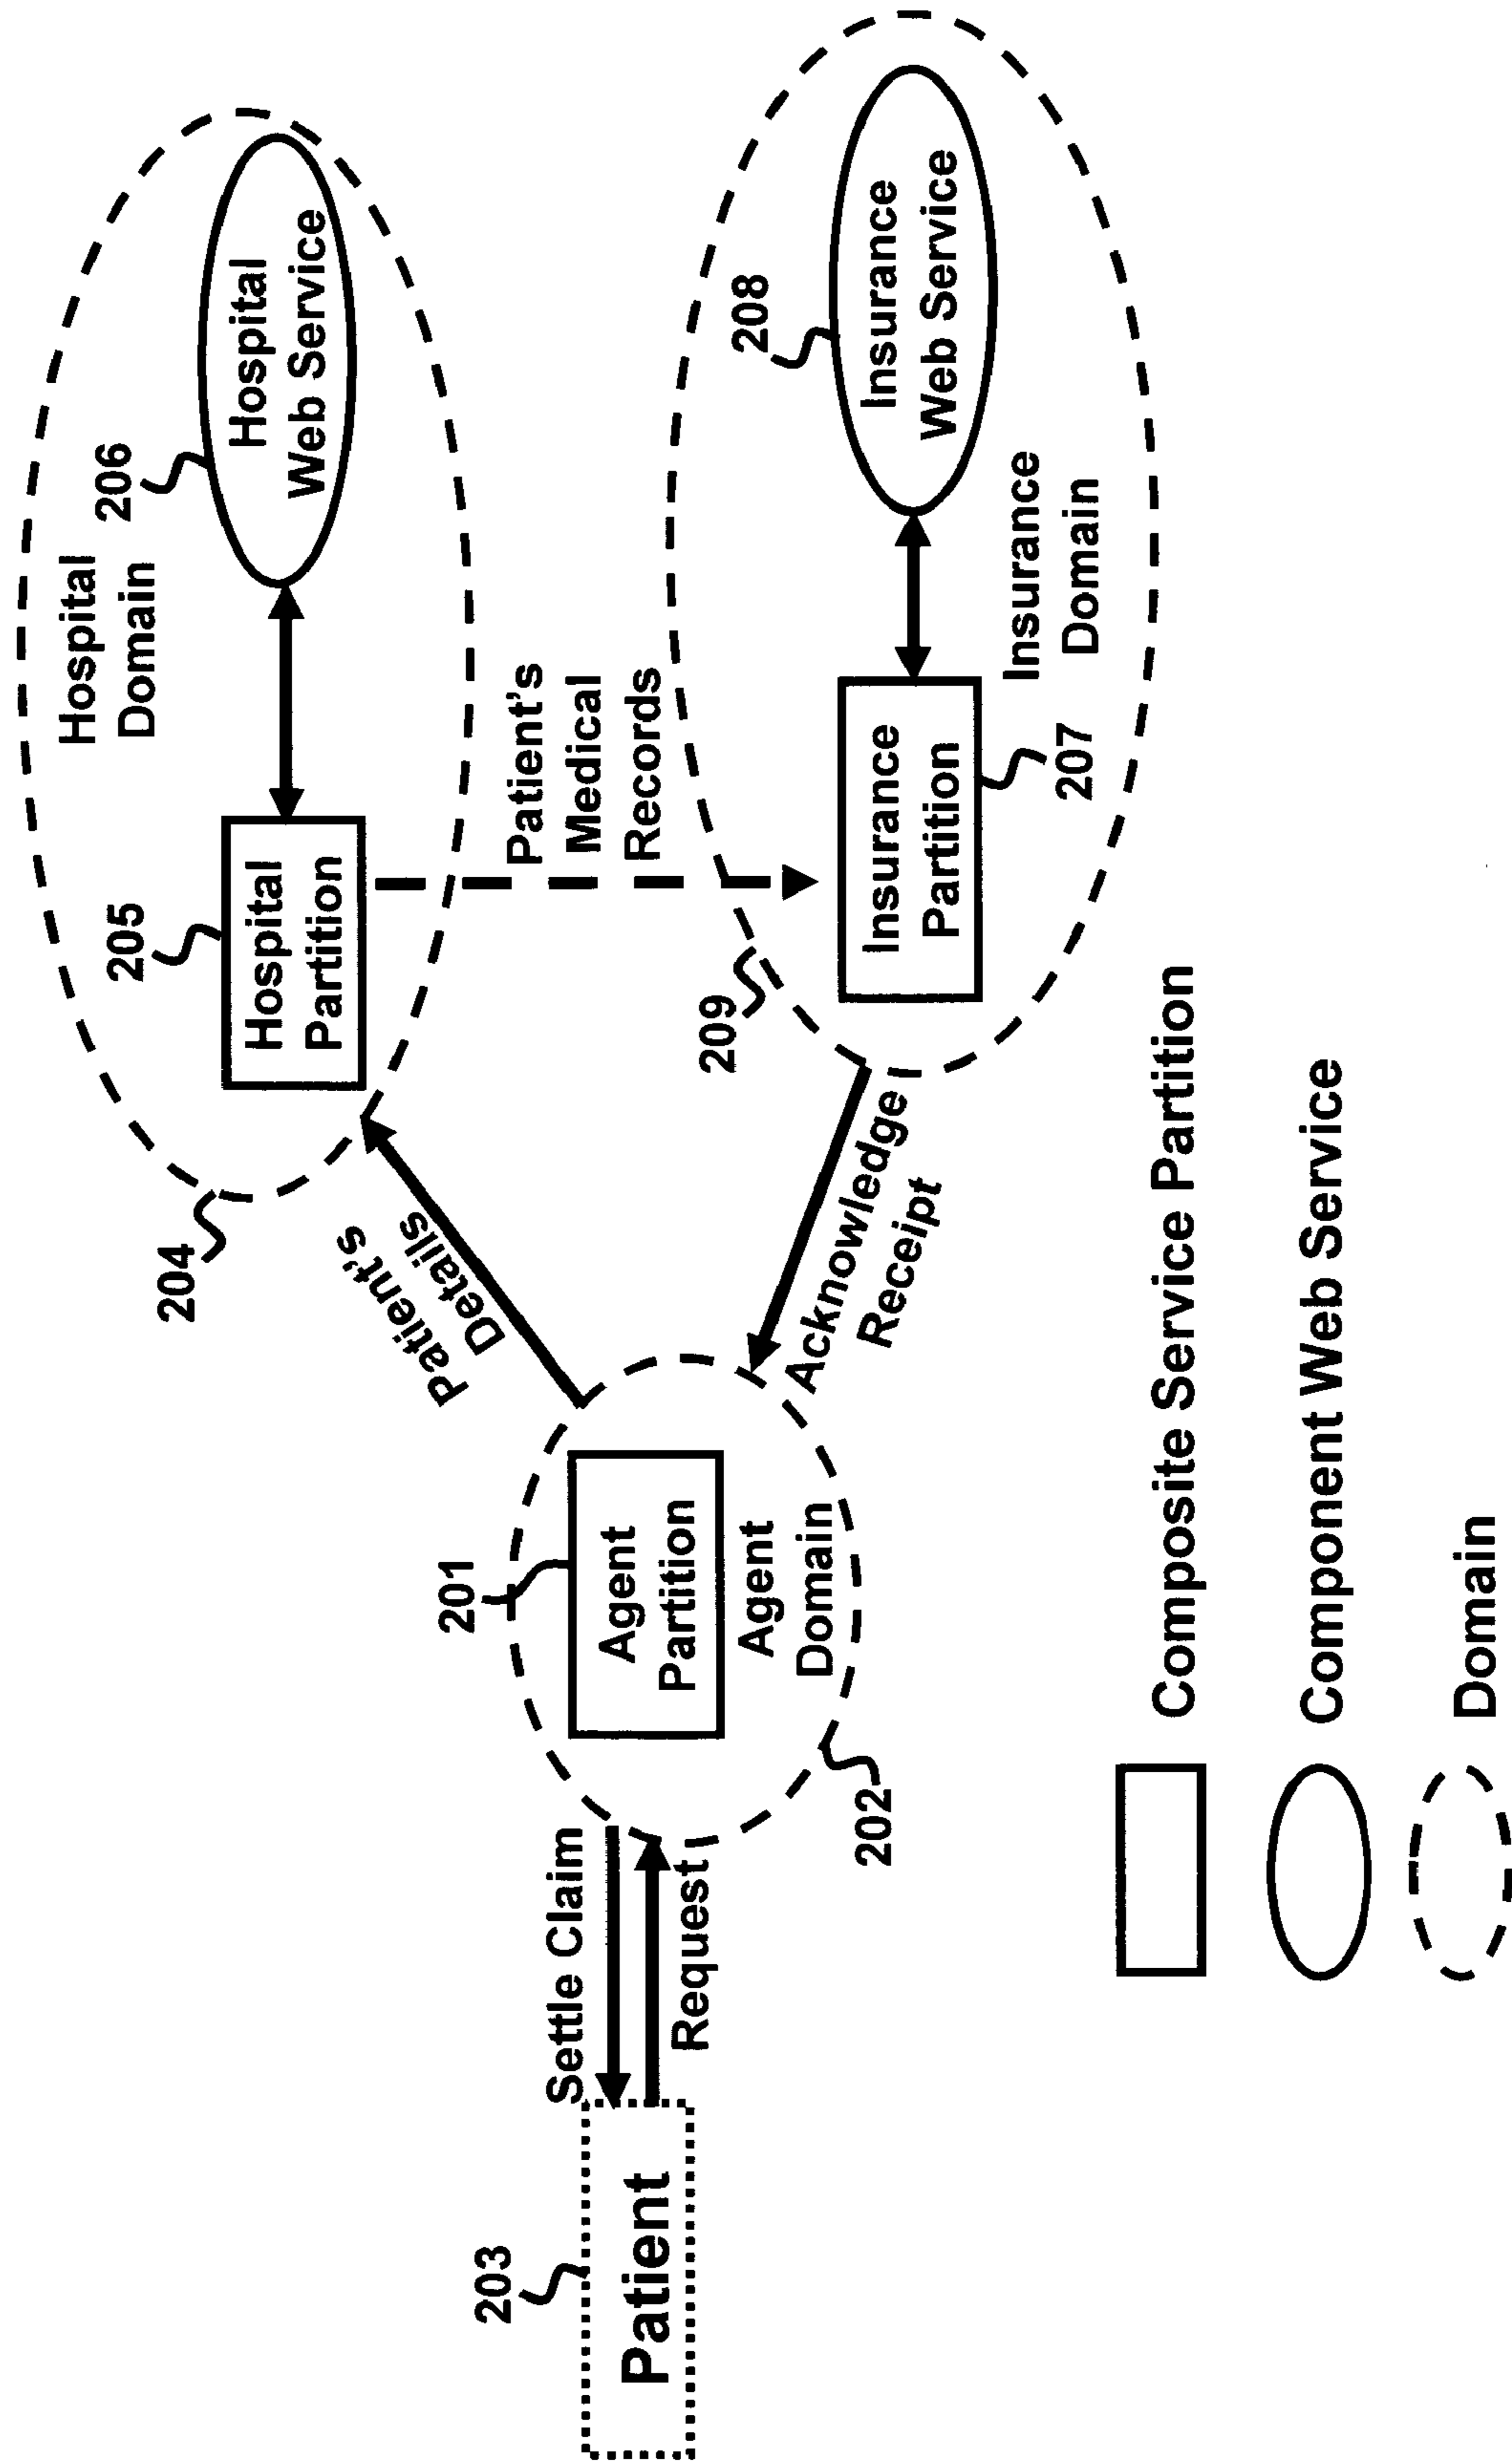 Hospital
Domain
206
Hospital
Web Service
205
Hospital
Partition
204
Patient's
Details
Patient's
Medical
Records
201
Agent
Partition
Agent
Domain
202
203
Patient
Settle Claim
Request
208
Insurance
Web Service
209
Insurance
Partition
207
Insurance
Domain
Acknowledge
Receipt
Composite Service Partition
Component Web Service
Domain